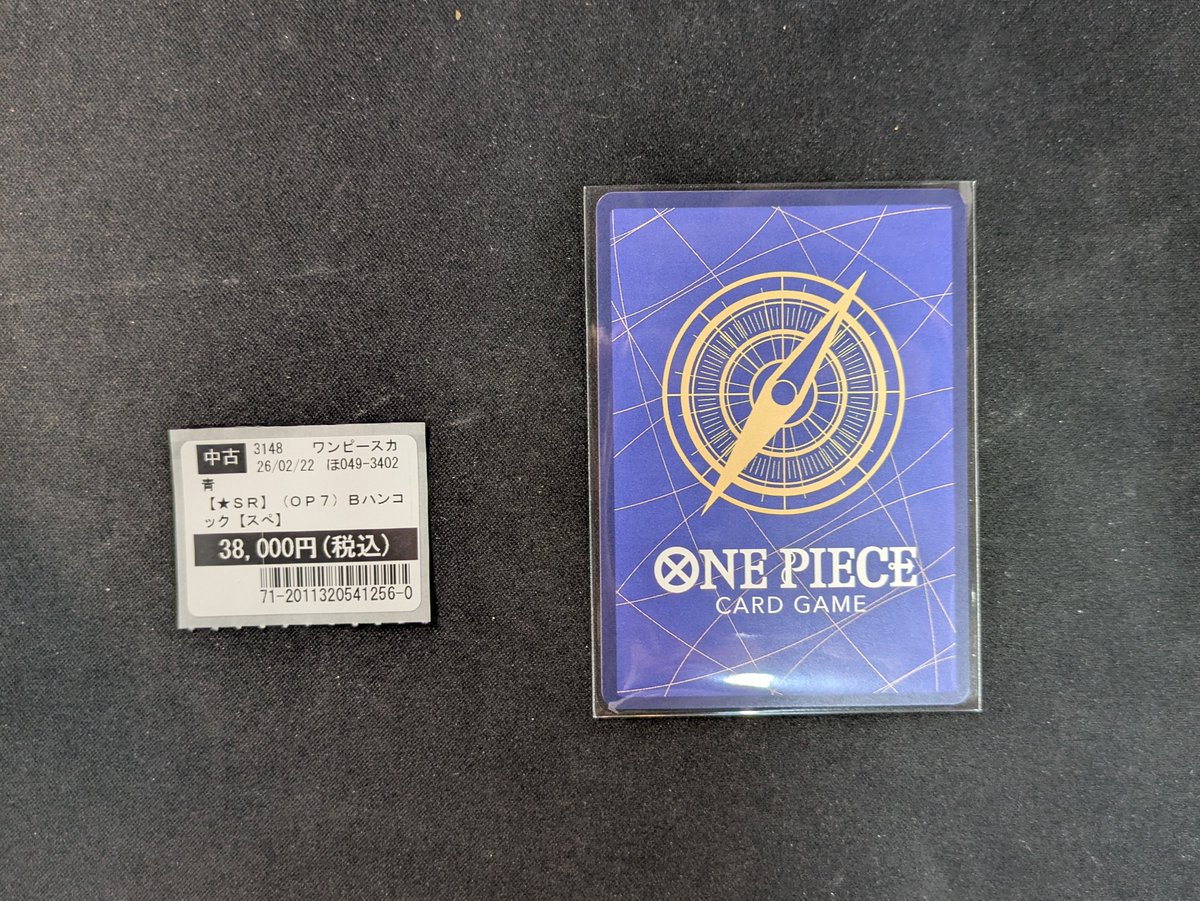 中古 3148 ワンピースカ
26/02/22 ほ049-3402
青
【★ＳＲ】（ＯＰ７）Ｂハンコ
ック【スペ】
38,000円(税込)
71-2011320541256-0
ONE PIECE
CARD GAME